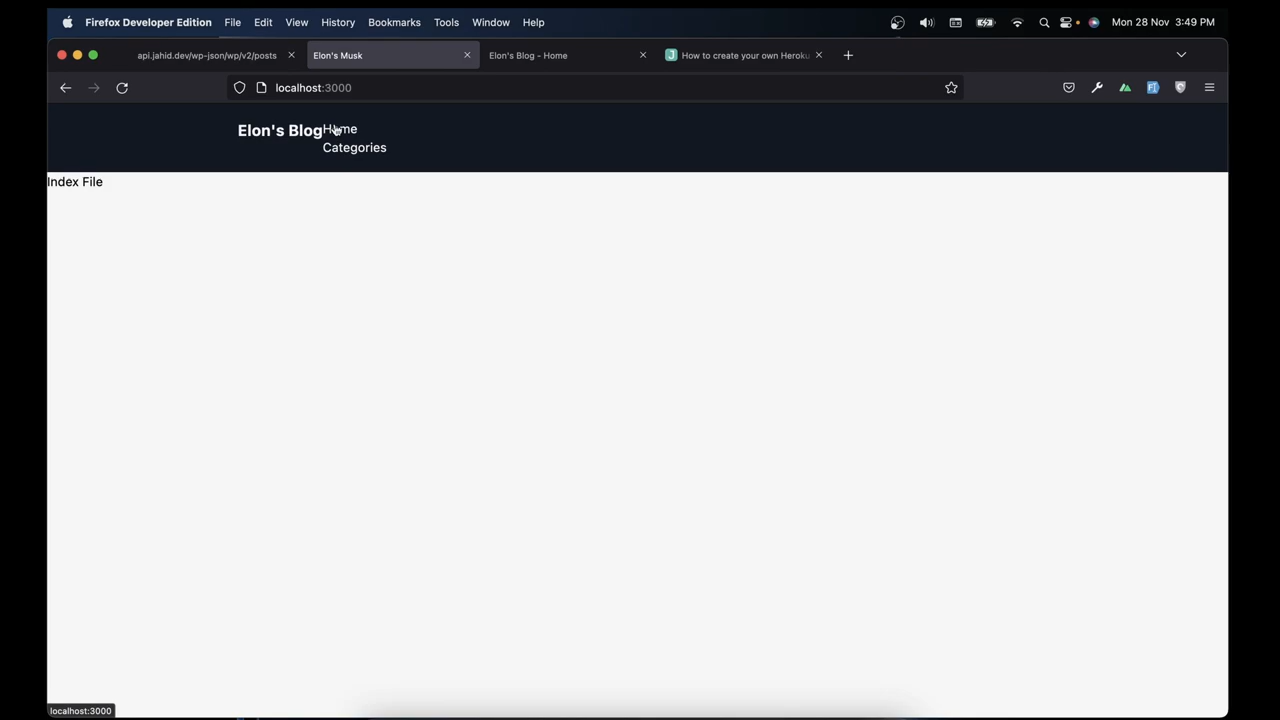 Firefox Developer Edition File Edit View History Bookmarks Tools Window Help Mon 28 Nov 3:49 PM
api.jahid.dev/wp-json/wp/v2/posts Elon's Musk Elon's Blog - Home How to create your own Heroku
localhost:3000
Elon's Blog Home
Categories
Index File
localhost:3000